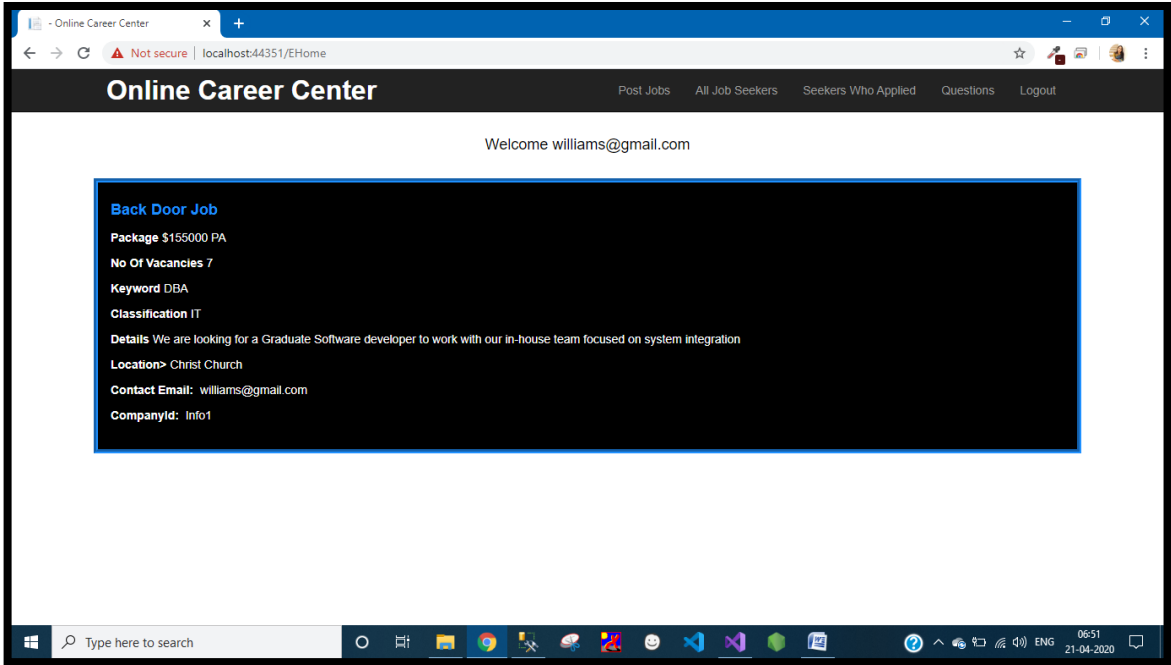 - Online Career Center
Not secure | localhost:44351/EHome
Online Career Center
Post Jobs All Job Seekers Seekers Who Applied Questions Logout
Welcome williams@gmail.com
Back Door Job
Package $155000 PA
No Of Vacancies 7
Keyword DBA
Classification IT
Details We are looking for a Graduate Software developer to work with our in-house team focused on system integration
Location> Christ Church
Contact Email: williams@gmail.com
CompanyId: Info1
Type here to search
ENG
06:51
21-04-2020